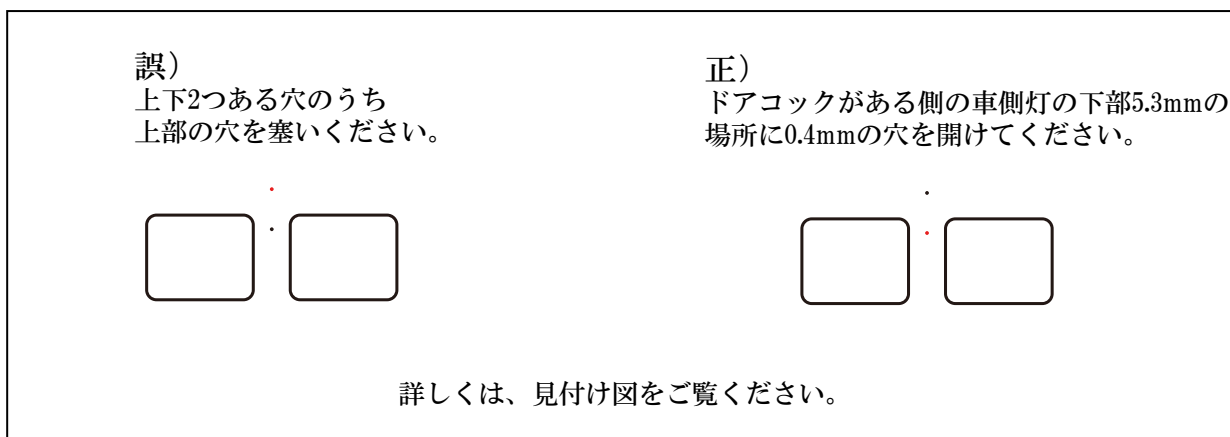 誤）
上下2つある穴のうち
上部の穴を塞いください。
正）
ドアコックがある側の車側灯の下部5.3mmの
場所に0.4mmの穴を開けてください。
詳しくは、見付け図をご覧ください。